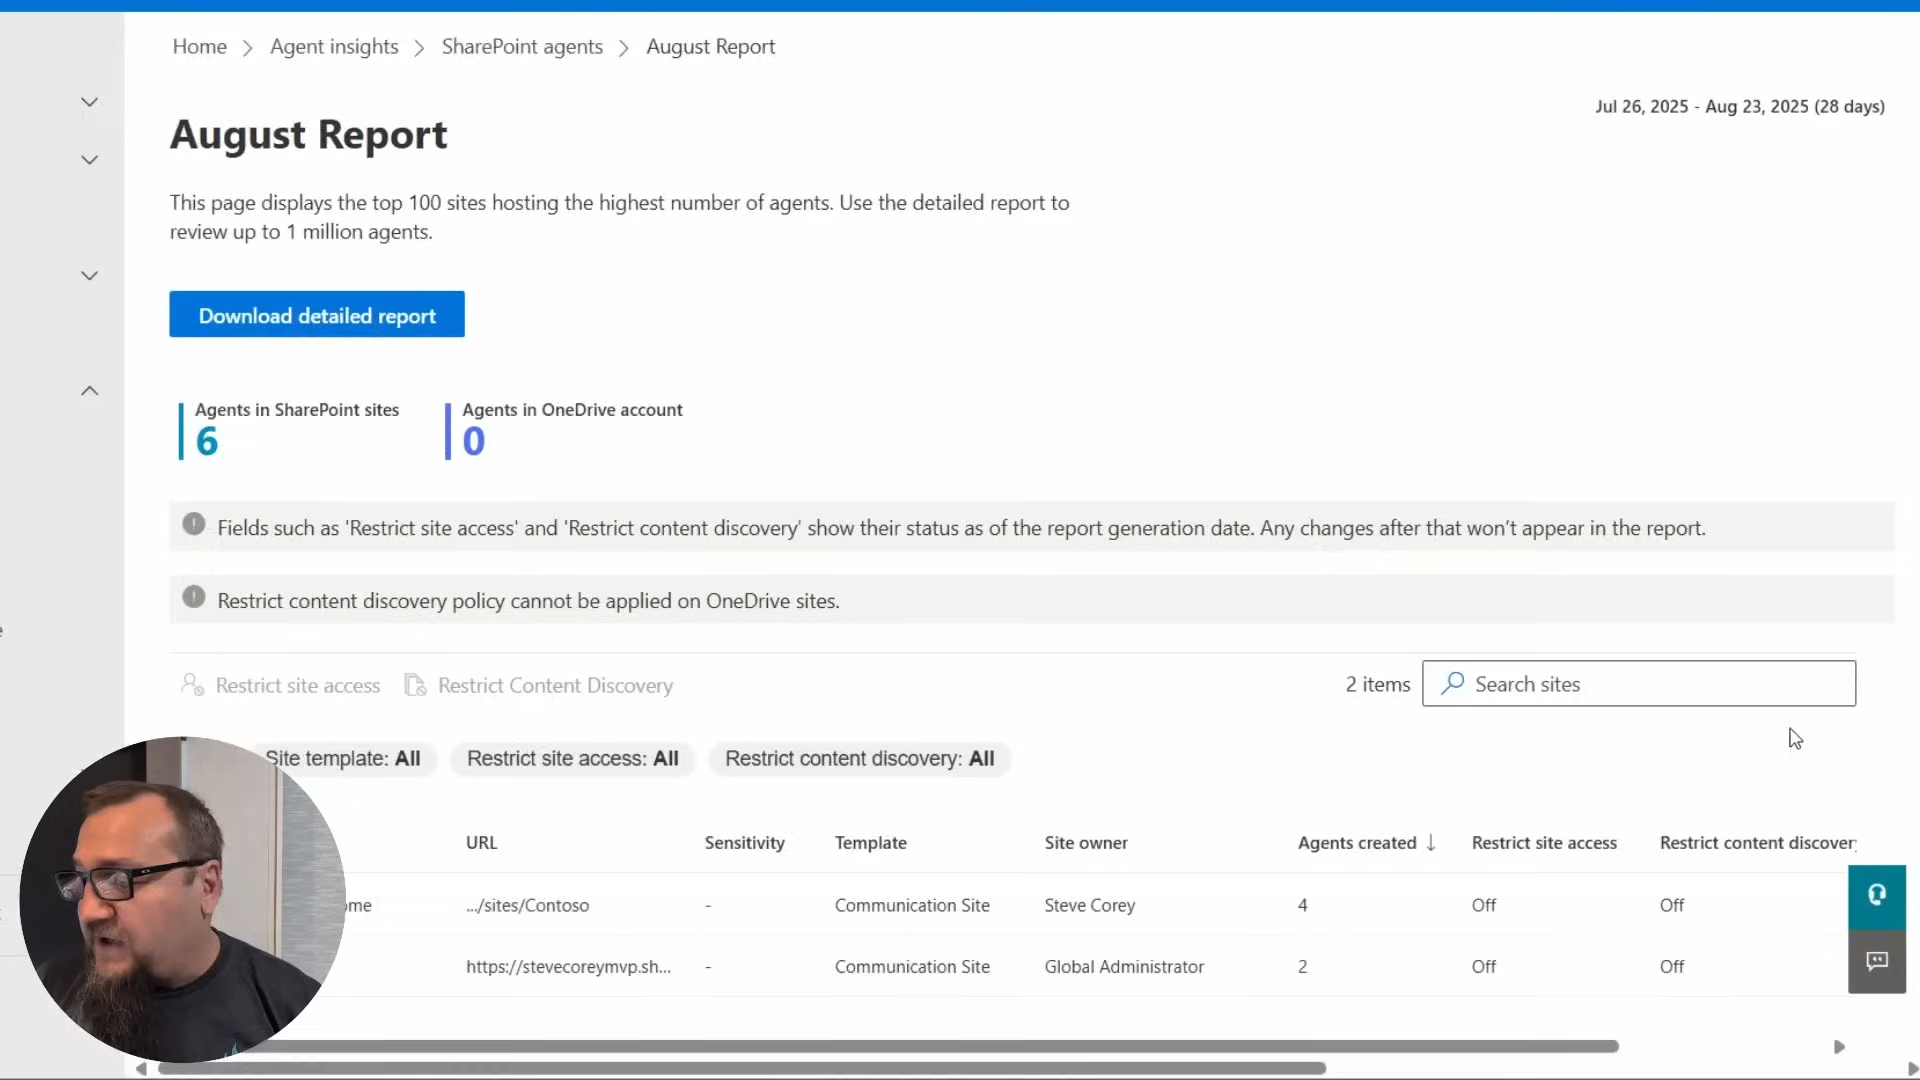 Home > Agent insights > SharePoint agents > August Report
Jul 26, 2025 - Aug 23, 2025 (28 days)
August Report
This page displays the top 100 sites hosting the highest number of agents. Use the detailed report to
review up to 1 million agents.
Download detailed report
Agents in SharePoint sites
6
Agents in OneDrive account
0
Fields such as 'Restrict site access' and 'Restrict content discovery' show their status as of the report generation date. Any changes after that won’t appear in the report.
Restrict content discovery policy cannot be applied on OneDrive sites.
Restrict site access Restrict Content Discovery 2 items Search sites
Site template: All Restrict site access: All Restrict content discovery: All
URL Sensitivity Template Site owner Agents created ↓ Restrict site access Restrict content discover
ome .../sites/Contoso - Communication Site Steve Corey 4 Off Off
https://stevecoreymvp.sh... - Communication Site Global Administrator 2 Off Off